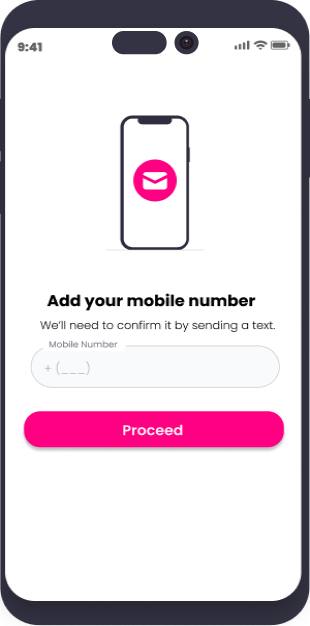 9:41
Add your mobile number
We'll need to confirm it by sending a text.
Mobile Number
+ (___)
Proceed